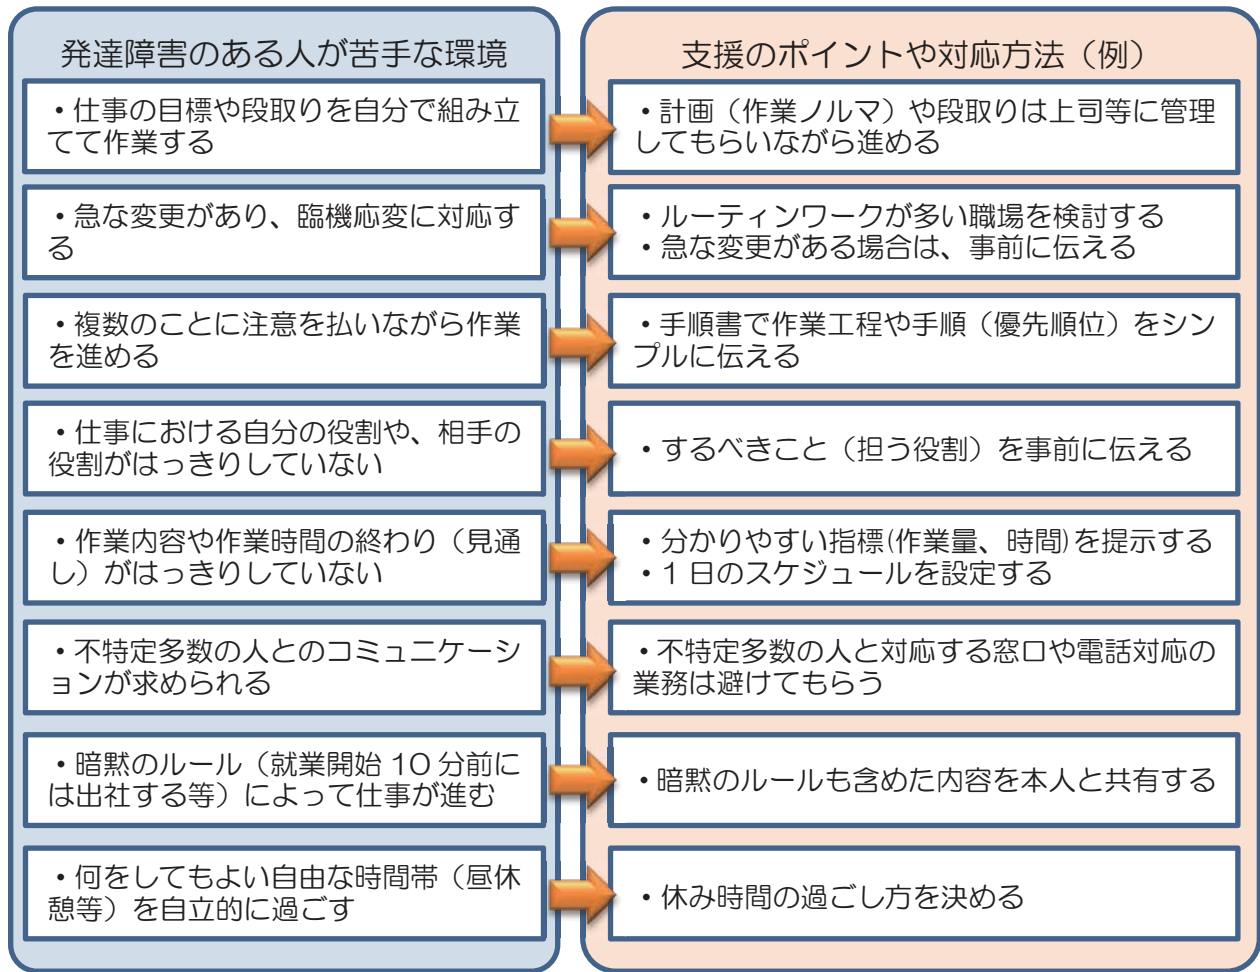 発達障害のある人が苦手な環境
支援のポイントや対応方法（例）
・仕事の目標や段取りを自分で組み立
てて作業する
・計画（作業ノルマ）や段取りは上司等に管理
してもらいながら進める
・急な変更があり、臨機応変に対応す
る
・ルーティンワークが多い職場を検討する
・急な変更がある場合は、事前に伝える
・複数のことに注意を払いながら作業
を進める
・手順書で作業工程や手順（優先順位）をシン
プルに伝える
・仕事における自分の役割や、相手の
役割がはっきりしていない
・するべきこと（担う役割）を事前に伝える
・作業内容や作業時間の終わり（見通
し）がはっきりしていない
・分かりやすい指標(作業量、時間)を提示する
・1 日のスケジュールを設定する
・不特定多数の人とのコミュニケーシ
ョンが求められる
・不特定多数の人と対応する窓口や電話対応の
業務は避けてもらう
・暗黙のルール（就業開始 10 分前に
は出社する等）によって仕事が進む
・暗黙のルールも含めた内容を本人と共有する
・何をしてもよい自由な時間帯（昼休
憩等）を自立的に過ごす
・休み時間の過ごし方を決める